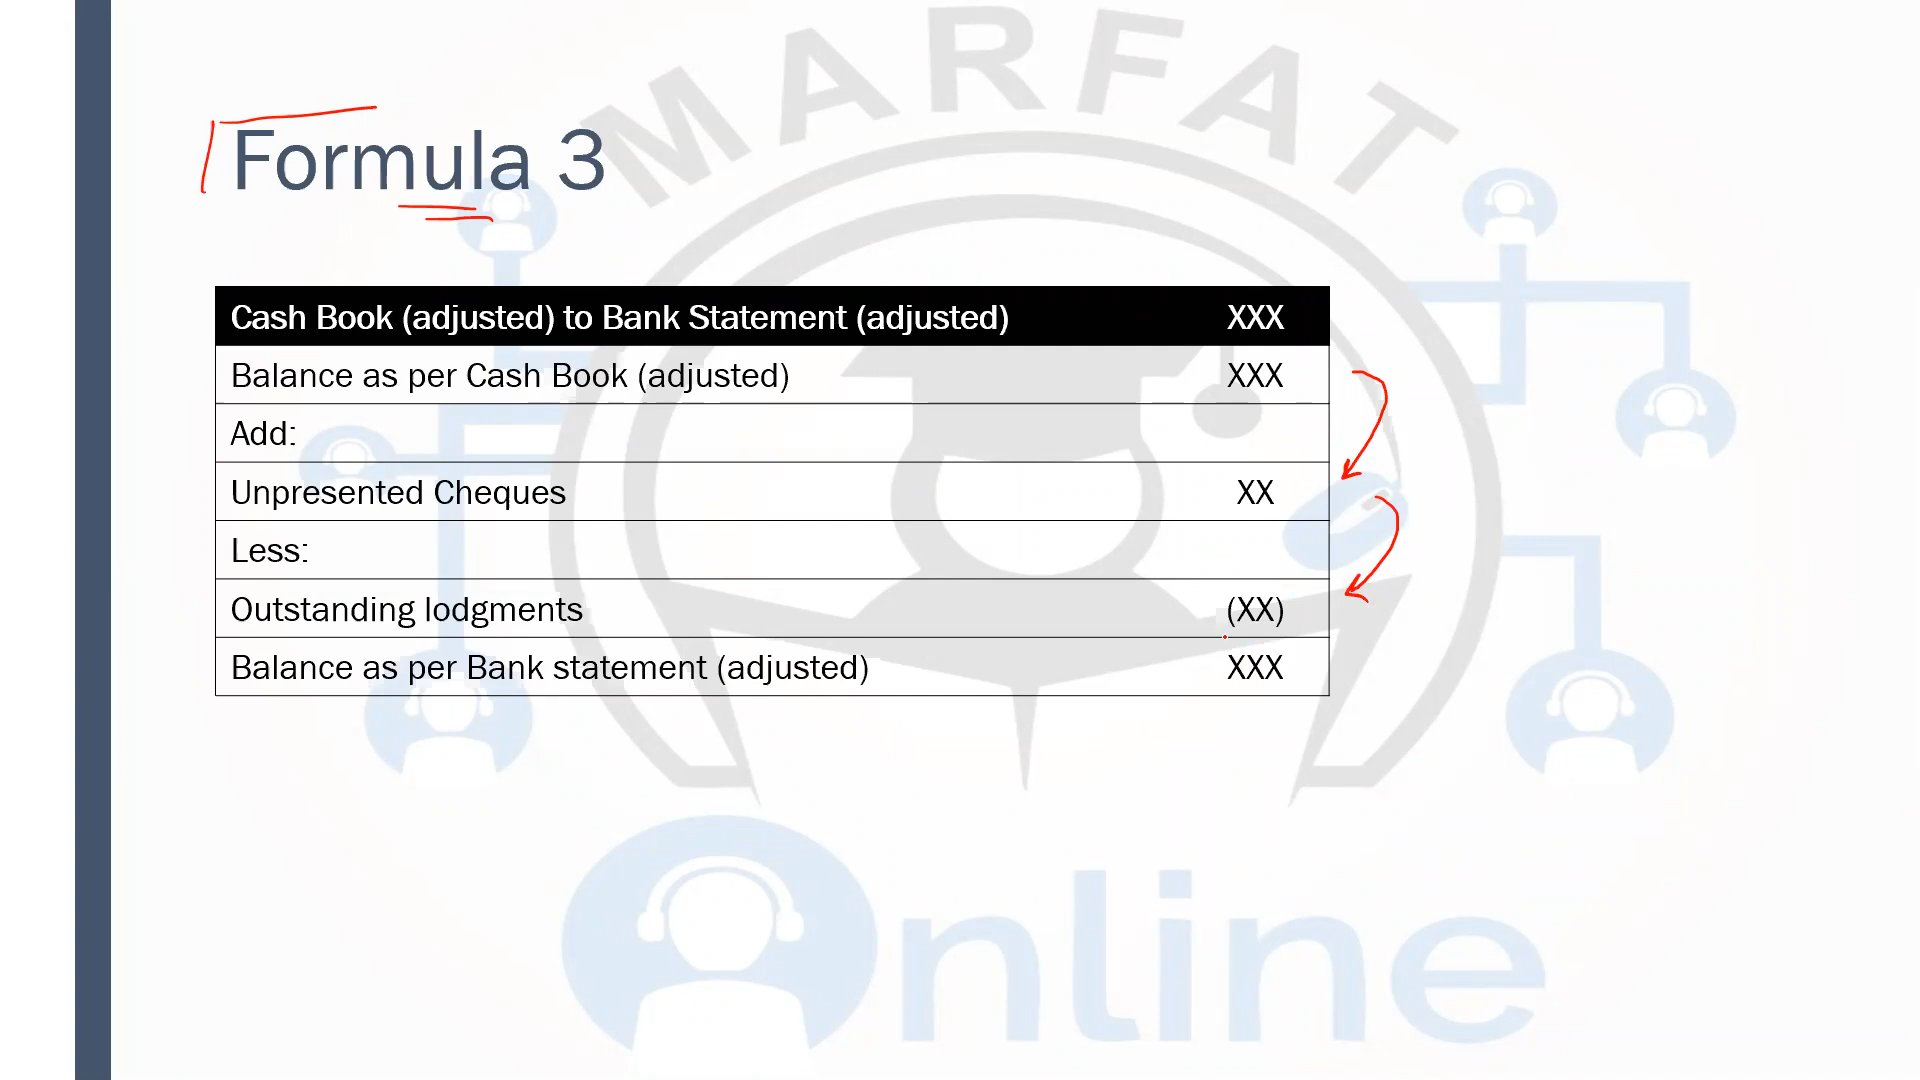 MARFAT
Formula 3
Cash Book (adjusted) to Bank Statement (adjusted) XXX
Balance as per Cash Book (adjusted) XXX
Add:
Unpresented Cheques XX
Less:
Outstanding lodgments (XX)
Balance as per Bank statement (adjusted) XXX
nline